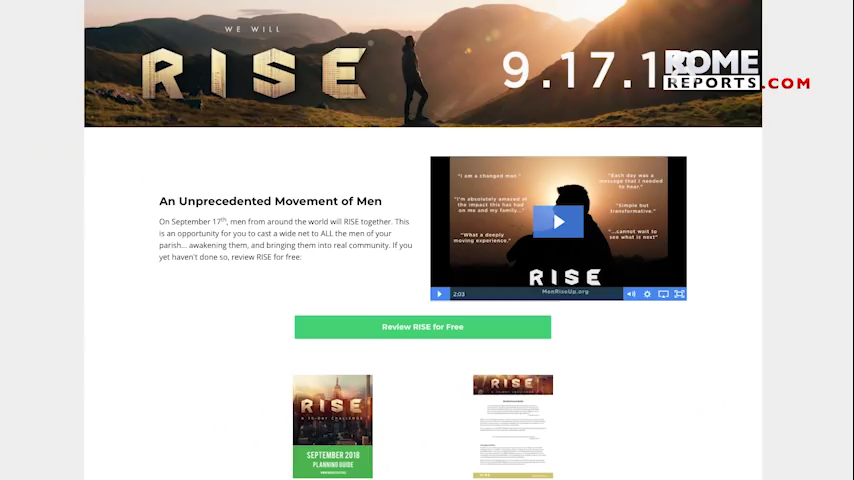 WE WILL
RISE
9.17.1
ROME
REPORTS.COM
An Unprecedented Movement of Men
On September 17th, men from around the world will RISE together. This
is an opportunity for you to cast a wide net to ALL the men of your
parish... awakening them, and bringing them into real community. If you
yet haven't done so, review RISE for free:
"I am a changed man."
"I'm absolutely amazed at
the impact this has had
on me and my family..."
"What a deeply
moving experience."
"Each day was a
message that I needed
to hear."
"Simple but
transformative."
"...cannot wait to
see what is next"
RISE
MenRiseUp.org
2:03
Review RISE for Free
RISE
A 30-DAY CHALLENGE
SEPTEMBER 2018
PLANNING GUIDE
RISE